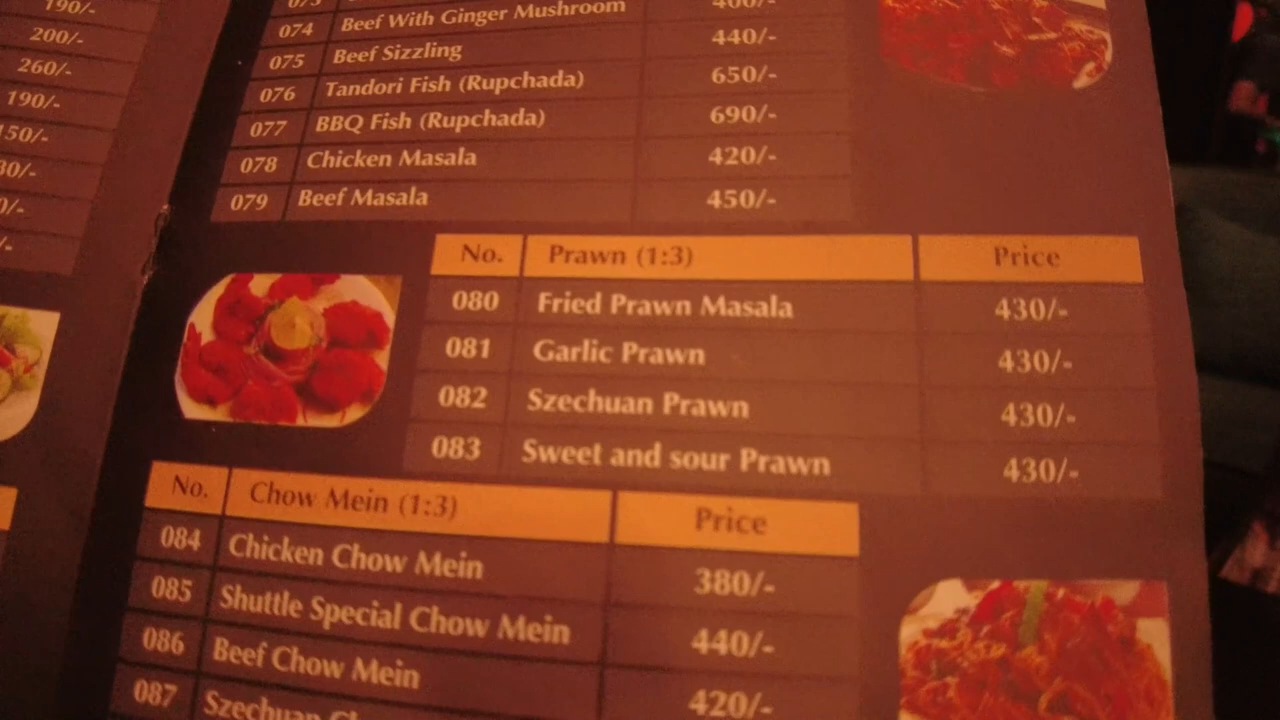 190/-
200/-
260/-
190/-
50/-
0/-
/-
074 Beef With Ginger Mushroom
075 Beef Sizzling 440/-
076 Tandori Fish (Rupchada) 650/-
077 BBQ Fish (Rupchada) 690/-
078 Chicken Masala 420/-
079 Beef Masala 450/-
No. Prawn (1:3) Price
080 Fried Prawn Masala 430/-
081 Garlic Prawn 430/-
082 Szechuan Prawn 430/-
083 Sweet and sour Prawn 430/-
No. Chow Mein (1:3) Price
084 Chicken Chow Mein 380/-
085 Shuttle Special Chow Mein 440/-
086 Beef Chow Mein 420/-
087 Szechuan